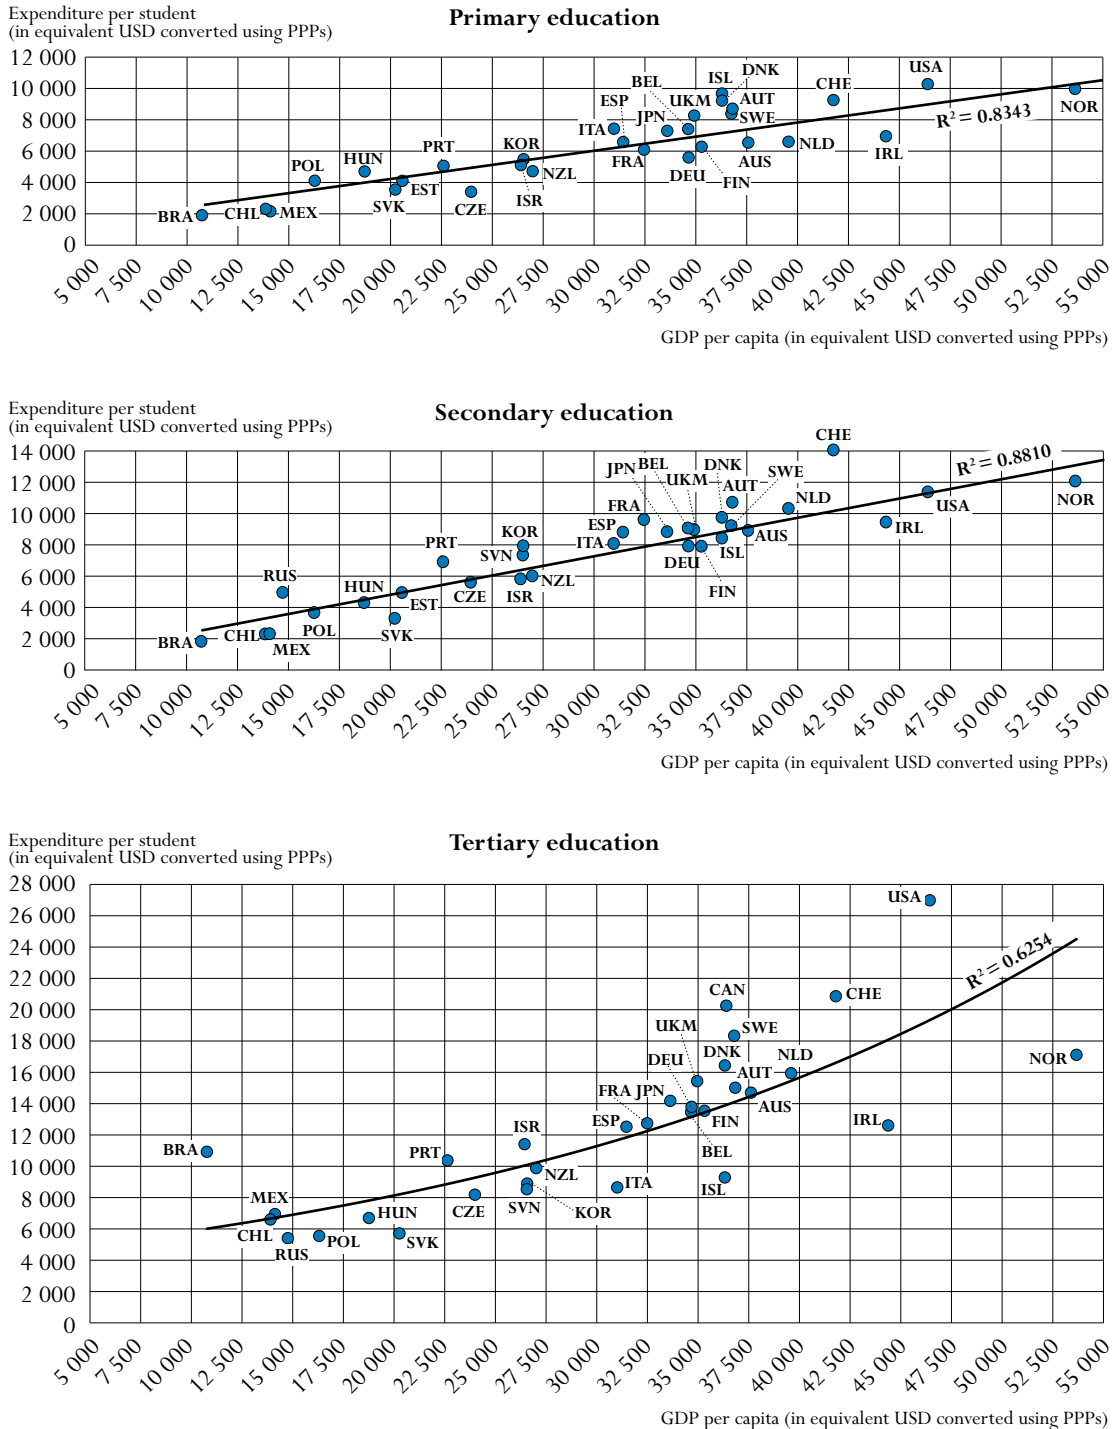 Expenditure per student
(in equivalent USD converted using PPPs)
Primary education
12 000
10 000
8 000
6 000
4 000
2 000
0
BRA
CHL
MEX
POL
HUN
SVK
EST
PRT
CZE
KOR
ISR
NZL
ITA
ESP
FRA
JPN
BEL
UKM
DEU
FIN
ISL
DNK
AUT
SWE
AUS
NLD
CHE
IRL
USA
NOR
R² = 0.8343
5 000
7 500
10 000
12 500
15 000
17 500
20 000
22 500
25 000
27 500
30 000
32 500
35 000
37 500
40 000
42 500
45 000
47 500
50 000
52 500
55 000
GDP per capita (in equivalent USD converted using PPPs)
Expenditure per student
(in equivalent USD converted using PPPs)
Secondary education
14 000
12 000
10 000
8 000
6 000
4 000
2 000
0
BRA
CHL
MEX
RUS
POL
HUN
SVK
EST
PRT
CZE
KOR
SVN
ISR
NZL
ESP
ITA
FRA
JPN
BEL
UKM
DEU
FIN
DNK
AUT
SWE
ISL
AUS
NLD
CHE
IRL
USA
NOR
R² = 0.8810
5 000
7 500
10 000
12 500
15 000
17 500
20 000
22 500
25 000
27 500
30 000
32 500
35 000
37 500
40 000
42 500
45 000
47 500
50 000
52 500
55 000
GDP per capita (in equivalent USD converted using PPPs)
Expenditure per student
(in equivalent USD converted using PPPs)
Tertiary education
28 000
26 000
24 000
22 000
20 000
18 000
16 000
14 000
12 000
10 000
8 000
6 000
4 000
2 000
0
BRA
MEX
CHL
RUS
POL
HUN
SVK
PRT
CZE
ISR
NZL
SVN
KOR
ESP
ITA
FRA
JPN
DEU
UKM
BEL
FIN
CAN
SWE
DNK
AUT
AUS
ISL
NLD
CHE
IRL
USA
NOR
R² = 0.6254
5 000
7 500
10 000
12 500
15 000
17 500
20 000
22 500
25 000
27 500
30 000
32 500
35 000
37 500
40 000
42 500
45 000
47 500
50 000
52 500
55 000
GDP per capita (in equivalent USD converted using PPPs)